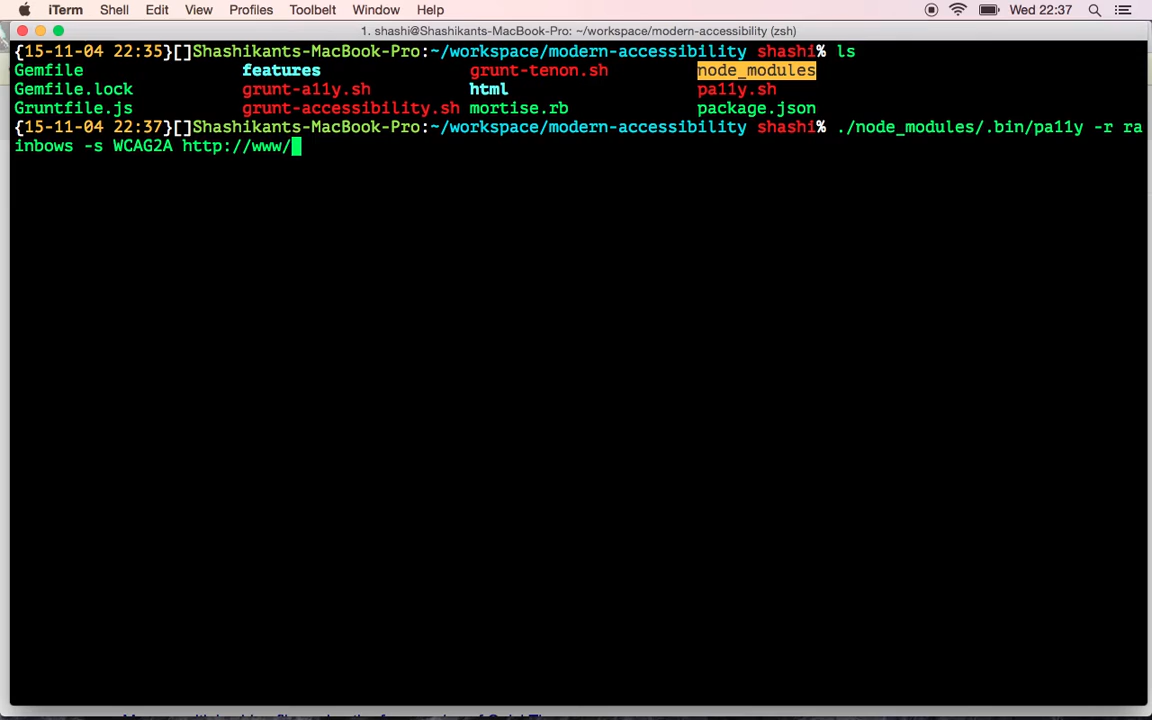 iTerm Shell Edit View Profiles Toolbelt Window Help Wed 22:37
1. shashi@Shashikants-MacBook-Pro: ~/workspace/modern-accessibility (zsh)
{15-11-04 22:35}[]Shashikants-MacBook-Pro:~/workspace/modern-accessibility shashi% ls
Gemfile features grunt-tenon.sh node_modules
Gemfile.lock grunt-a11y.sh html pa11y.sh
Gruntfile.js grunt-accessibility.sh mortise.rb package.json
{15-11-04 22:37}[]Shashikants-MacBook-Pro:~/workspace/modern-accessibility shashi% ./node_modules/.bin/pa11y -r ra
inbows -s WCAG2A http://www/